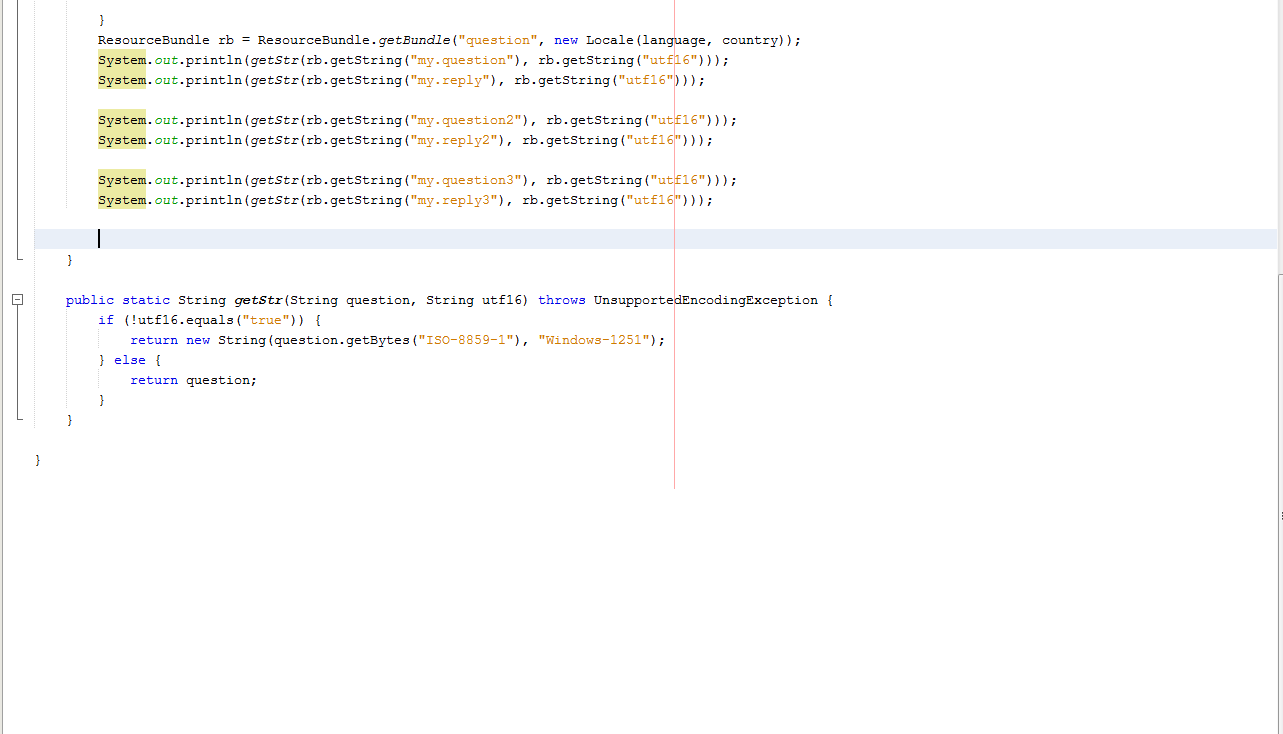 }
ResourceBundle rb = ResourceBundle.getBundle("question", new Locale(language, country));
System.out.println(getStr(rb.getString("my.question"), rb.getString("utf16")));
System.out.println(getStr(rb.getString("my.reply"), rb.getString("utf16")));
System.out.println(getStr(rb.getString("my.question2"), rb.getString("utf16")));
System.out.println(getStr(rb.getString("my.reply2"), rb.getString("utf16")));
System.out.println(getStr(rb.getString("my.question3"), rb.getString("utf16")));
System.out.println(getStr(rb.getString("my.reply3"), rb.getString("utf16")));
}
public static String getStr(String question, String utf16) throws UnsupportedEncodingException {
if (!utf16.equals("true")) {
return new String(question.getBytes("ISO-8859-1"), "Windows-1251");
} else {
return question;
}
}
}